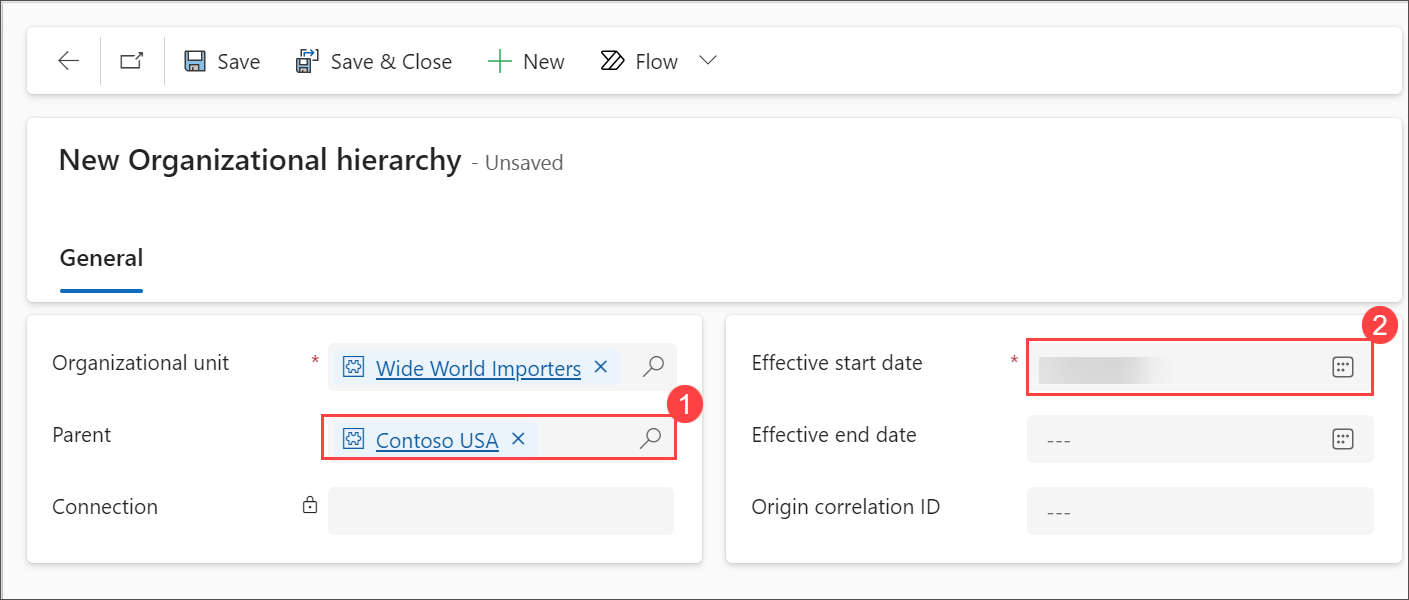 Save Save & Close New Flow
New Organizational hierarchy - Unsaved
General
Organizational unit * Wide World Importers
1
Parent Contoso USA
Connection
2
Effective start date *
Effective end date ---
Origin correlation ID ---